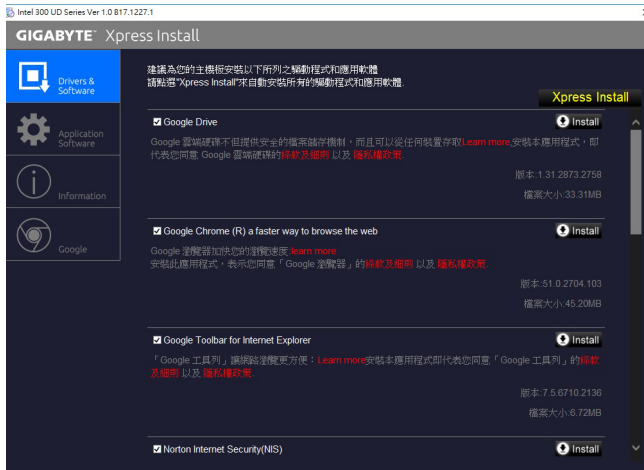 Intel 300 UD Series Ver 1.0 B17.1227.1
GIGABYTE™ Xpress Install
Drivers &
Software
Application
Software
Information
Google
建議為您的主機板安裝以下所列之驅動程式和應用軟體
請點選"Xpress Install"來自動安裝所有的驅動程式和應用軟體.
Xpress Install
Google Drive
Install
Google 雲端硬碟不但提供安全的檔案儲存機制，而且可以從任何裝置存取Learn more,安裝本應用程式，即
代表您同意 Google 雲端硬碟的條款及細則 以及 隱私權政策.
版本:1.31.2873.2758
檔案大小:33.31MB
Google Chrome (R) a faster way to browse the web
Install
Google 瀏覽器加快您的瀏覽速度:learn more
安裝此應用程式，表示您同意「Google 瀏覽器」的條款及細則 以及 隱私權政策.
版本:51.0.2704.103
檔案大小:45.20MB
Google Toolbar for Internet Explorer
Install
「Google 工具列」讓網路瀏覽更方便：Learn more安裝本應用程式即代表您同意「Google 工具列」的條款
及細則 以及 隱私權政策.
版本:7.5.6710.2136
檔案大小:6.72MB
Norton Internet Security(NIS)
Install